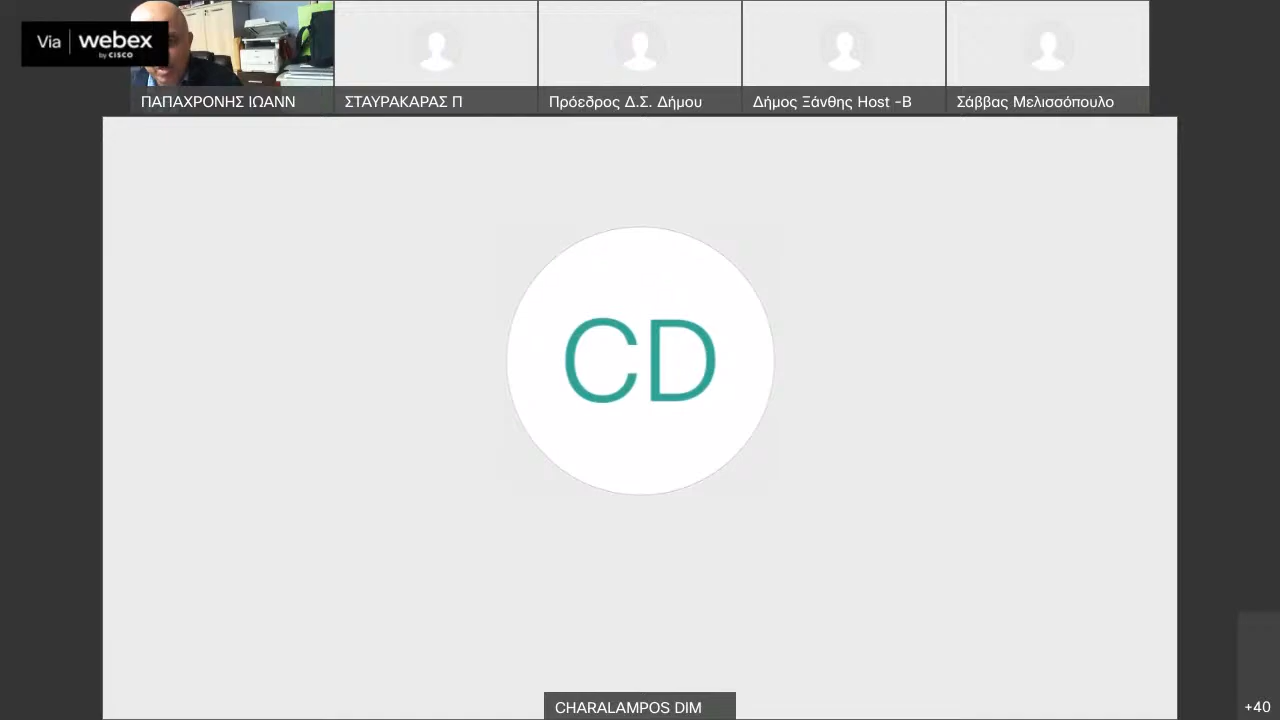 Via webex
by CISCO
ΠΑΠΑΧΡΟΝΗΣ ΙΩΑΝΝ
ΣΤΑΥΡΑΚΑΡΑΣ Π
Πρόεδρος Δ.Σ. Δήμου
Δήμος Ξάνθης Host -Β
Σάββας Μελισσόπουλο
CD
CHARALAMPOS DIM
+40